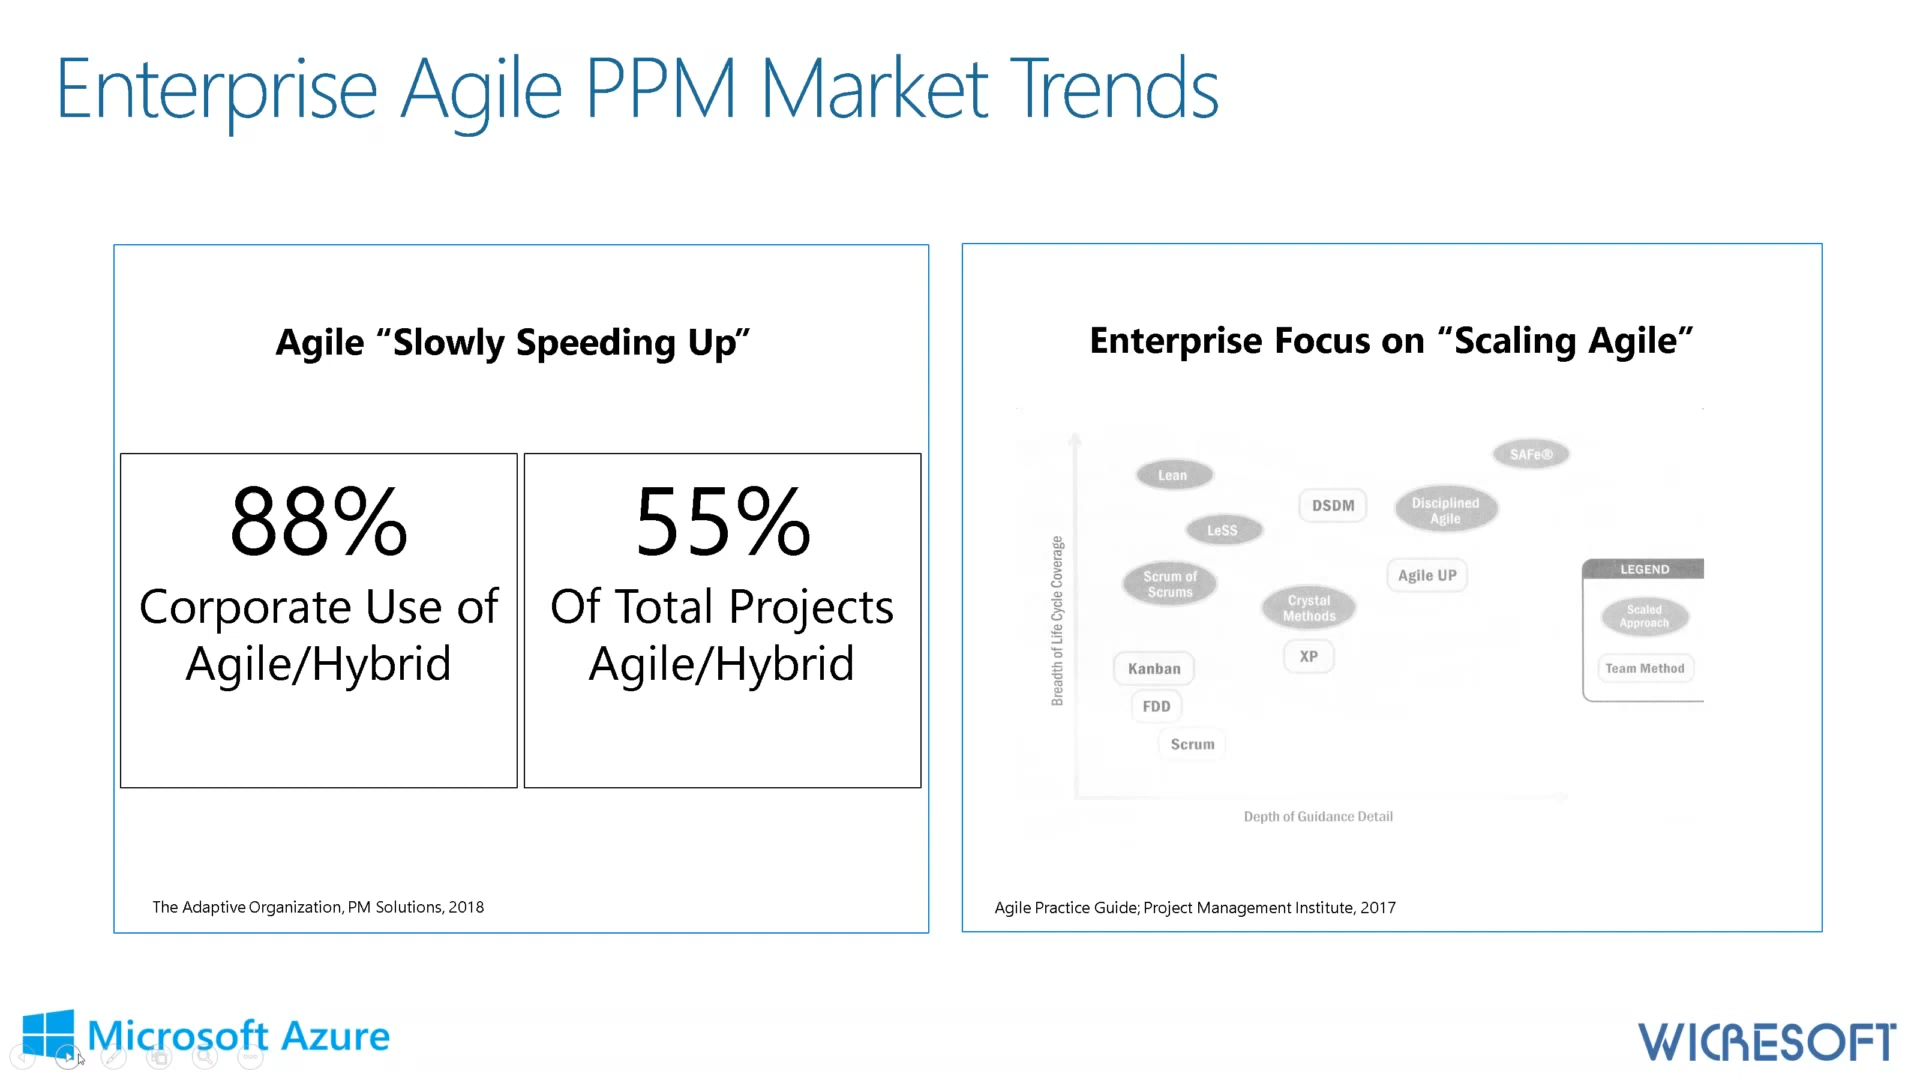 Enterprise Agile PPM Market Trends
Agile “Slowly Speeding Up”
88%
Corporate Use of
Agile/Hybrid
55%
Of Total Projects
Agile/Hybrid
The Adaptive Organization, PM Solutions, 2018
Enterprise Focus on “Scaling Agile”
Breadth of Life Cycle Coverage
SAFe®
Lean
DSDM
Disciplined
Agile
LeSS
Scrum of
Scrums
Agile UP
Crystal
Methods
XP
Kanban
FDD
Scrum
Depth of Guidance Detail
LEGEND
Scaled
Approach
Team Method
Agile Practice Guide; Project Management Institute, 2017
Microsoft Azure
WICRESOFT